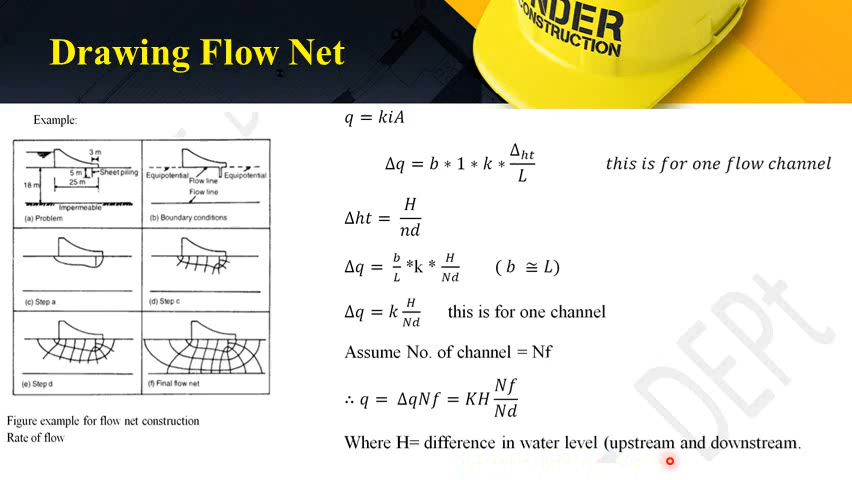 UNDER
CONSTRUCTION
Drawing Flow Net
Example:
3 m
5 m
Sheet piling
18 m
25 m
Impermeable
(a) Problem
Equipotential
Flow line
Equipotential
Flow line
(b) Boundary conditions
(c) Step a
(d) Step c
(e) Step d
(f) Final flow net
Figure example for flow net construction
Rate of flow
q = kiA
Δq = b ∗ 1 ∗ k ∗ Δht/L this is for one flow channel
Δht = H/nd
Δq = b/L *k * H/Nd ( b ≅ L)
Δq = k H/Nd this is for one channel
Assume No. of channel = Nf
∴ q = ΔqNf = KH Nf/Nd
Where H= difference in water level (upstream and downstream.
DEPt